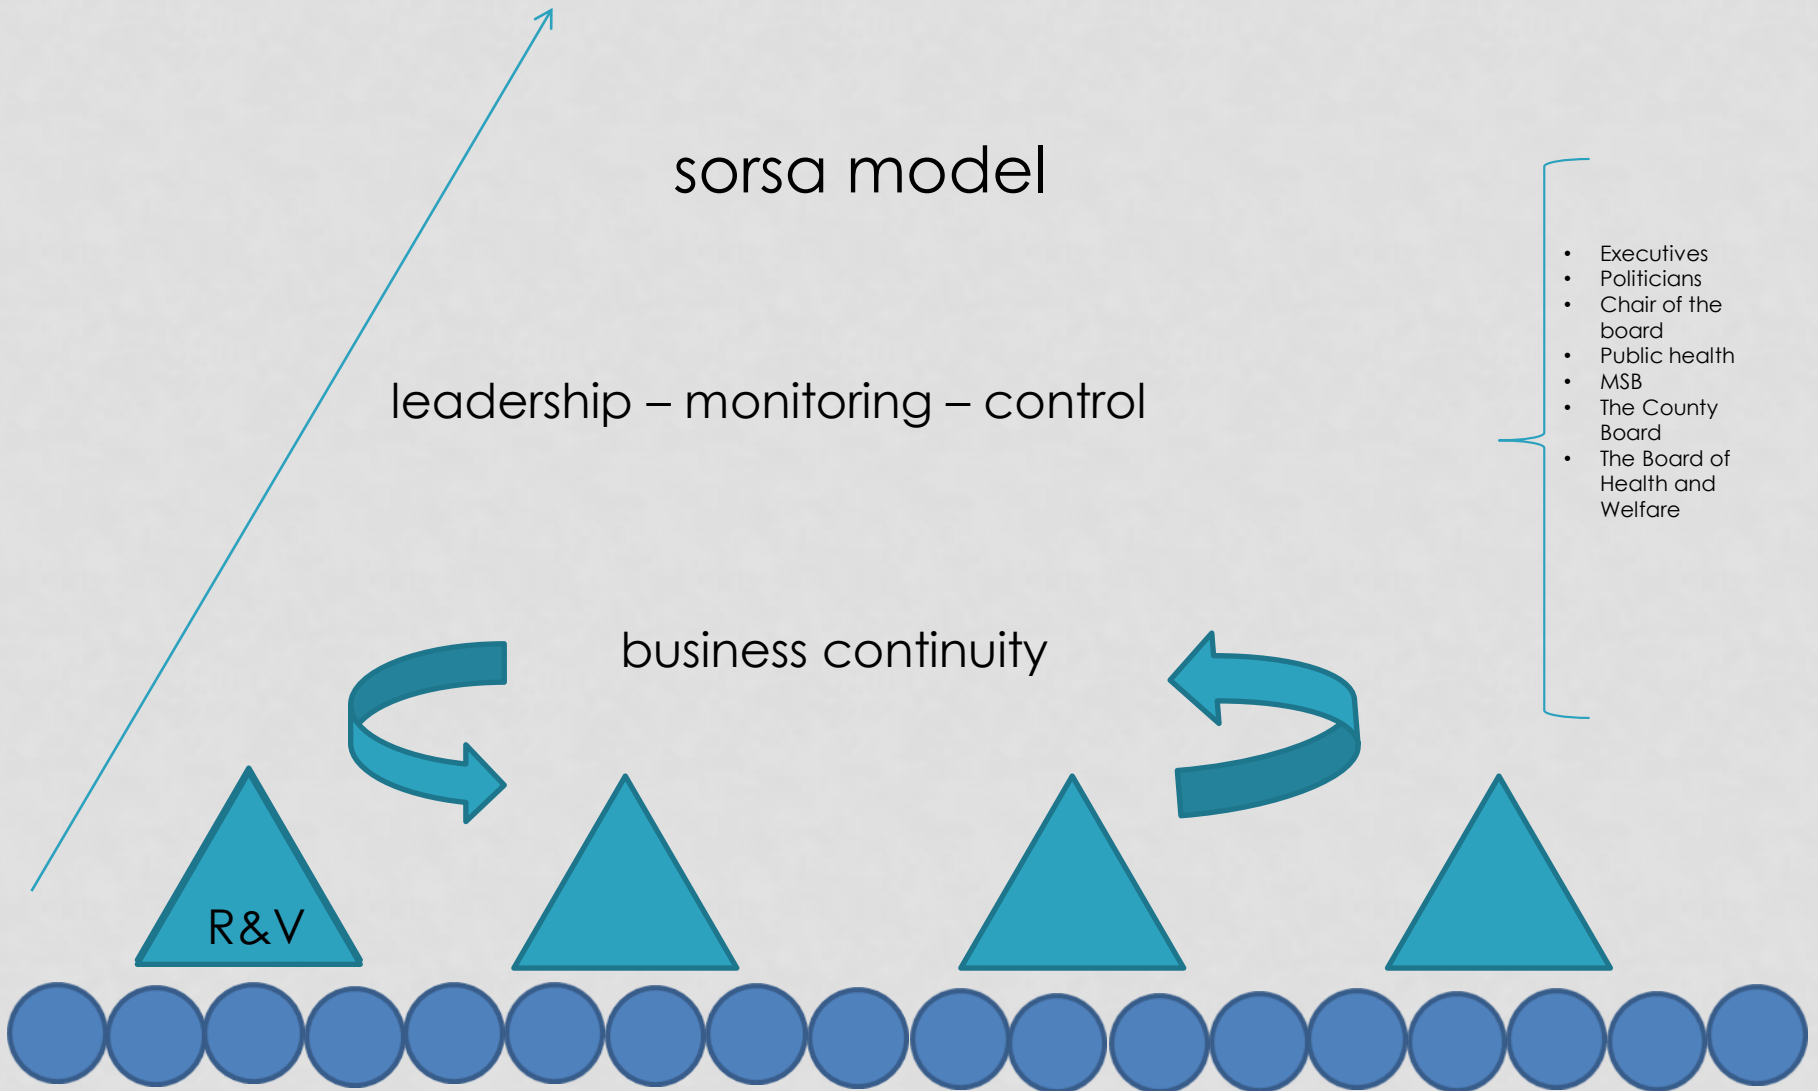 sorsa model
leadership – monitoring – control
business continuity
R&V
• Executives
• Politicians
• Chair of the
board
• Public health
• MSB
• The County
Board
• The Board of
Health and
Welfare